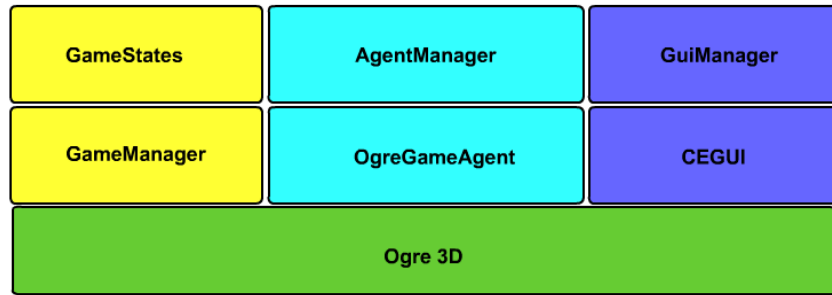 GameStates
AgentManager
GuiManager
GameManager
OgreGameAgent
CEGUI
Ogre 3D